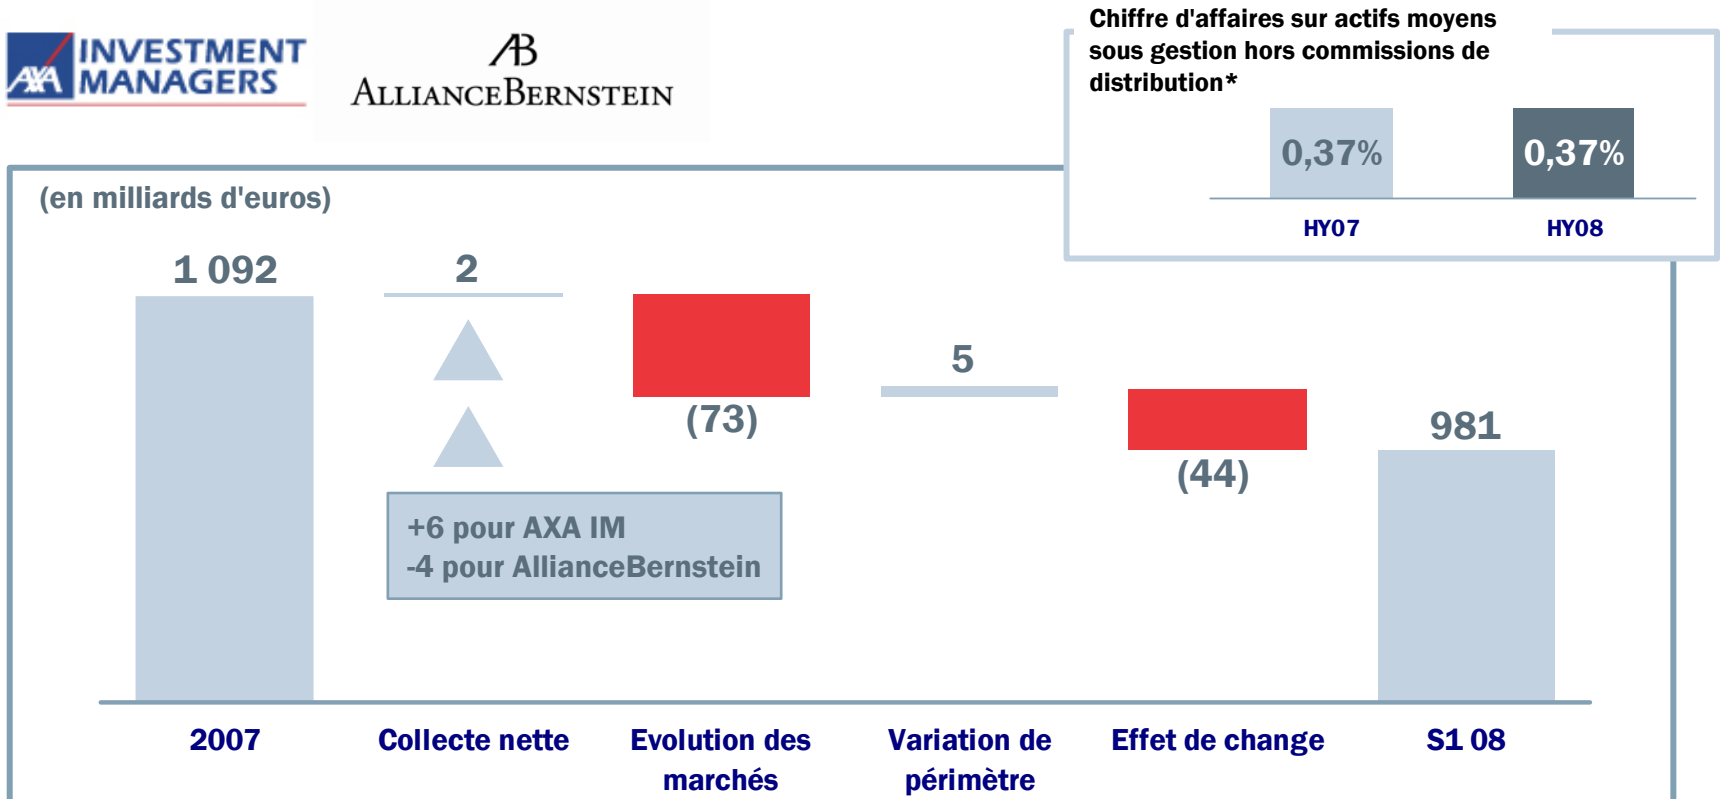 AXA INVESTMENT
MANAGERS
AB
ALLIANCEBERNSTEIN
Chiffre d'affaires sur actifs moyens
sous gestion hors commissions de
distribution*
0,37%
0,37%
HY07
HY08
(en milliards d'euros)
1 092
2
(73)
5
(44)
981
+6 pour AXA IM
-4 pour AllianceBernstein
2007
Collecte nette
Evolution des
marchés
Variation de
périmètre
Effet de change
S1 08